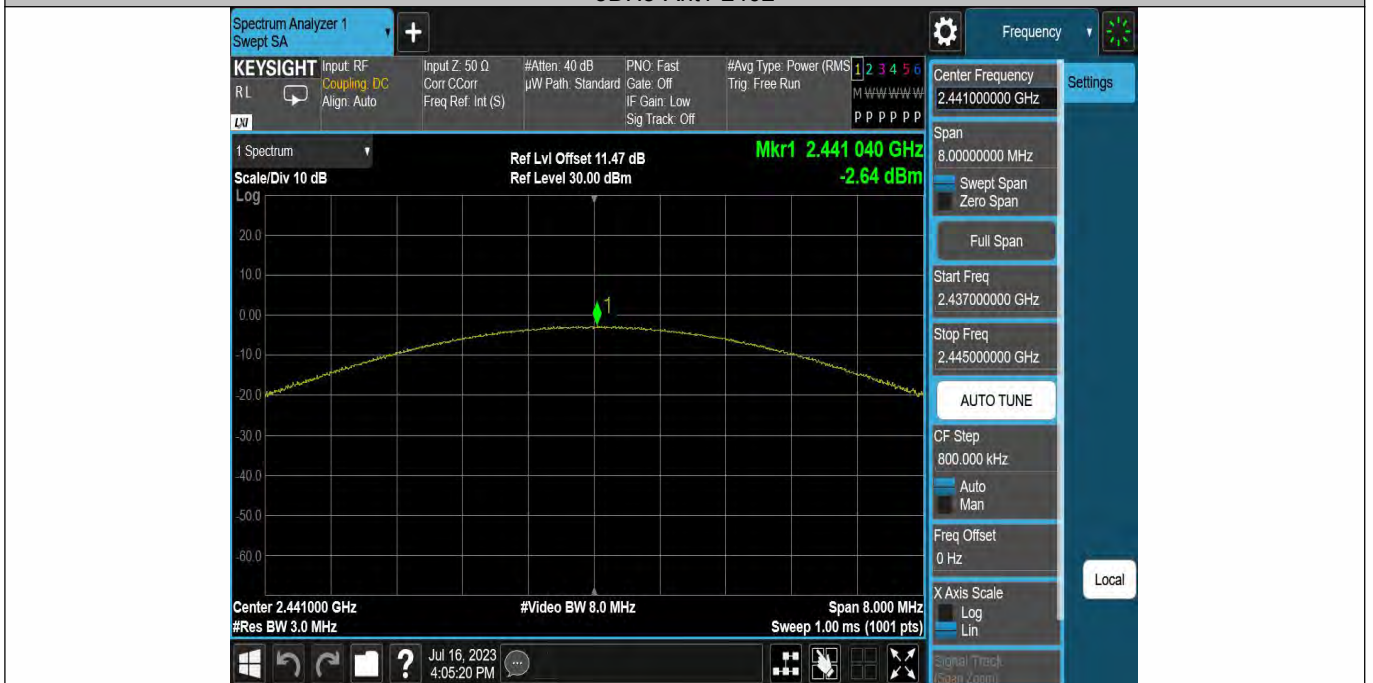 Spectrum Analyzer 1
Swept SA
+
Frequency
KEYSIGHT
RL
LXI
Input: RF
Coupling: DC
Align: Auto
Input Z: 50 Ω
Corr CCorr
Freq Ref: Int (S)
#Atten: 40 dB
µW Path: Standard
PNO: Fast
Gate: Off
IF Gain: Low
Sig Track: Off
#Avg Type: Power (RMS
Trig: Free Run
1 2 3 4 5 6
M W W W W W
P P P P P P
Center Frequency
2.441000000 GHz
Settings
1 Spectrum
Scale/Div 10 dB
Ref Lvl Offset 11.47 dB
Ref Level 30.00 dBm
Mkr1 2.441 040 GHz
-2.64 dBm
Log
20.0
10.0
0.00
-10.0
-20.0
-30.0
-40.0
-50.0
-60.0
1
Center 2.441000 GHz
#Res BW 3.0 MHz
#Video BW 8.0 MHz
Span 8.000 MHz
Sweep 1.00 ms (1001 pts)
Span
8.00000000 MHz
Swept Span
Zero Span
Full Span
Start Freq
2.437000000 GHz
Stop Freq
2.445000000 GHz
AUTO TUNE
CF Step
800.000 kHz
Auto
Man
Freq Offset
0 Hz
X Axis Scale
Log
Lin
Signal Track
(Span Zoom)
Local
?
Jul 16, 2023
4:05:20 PM